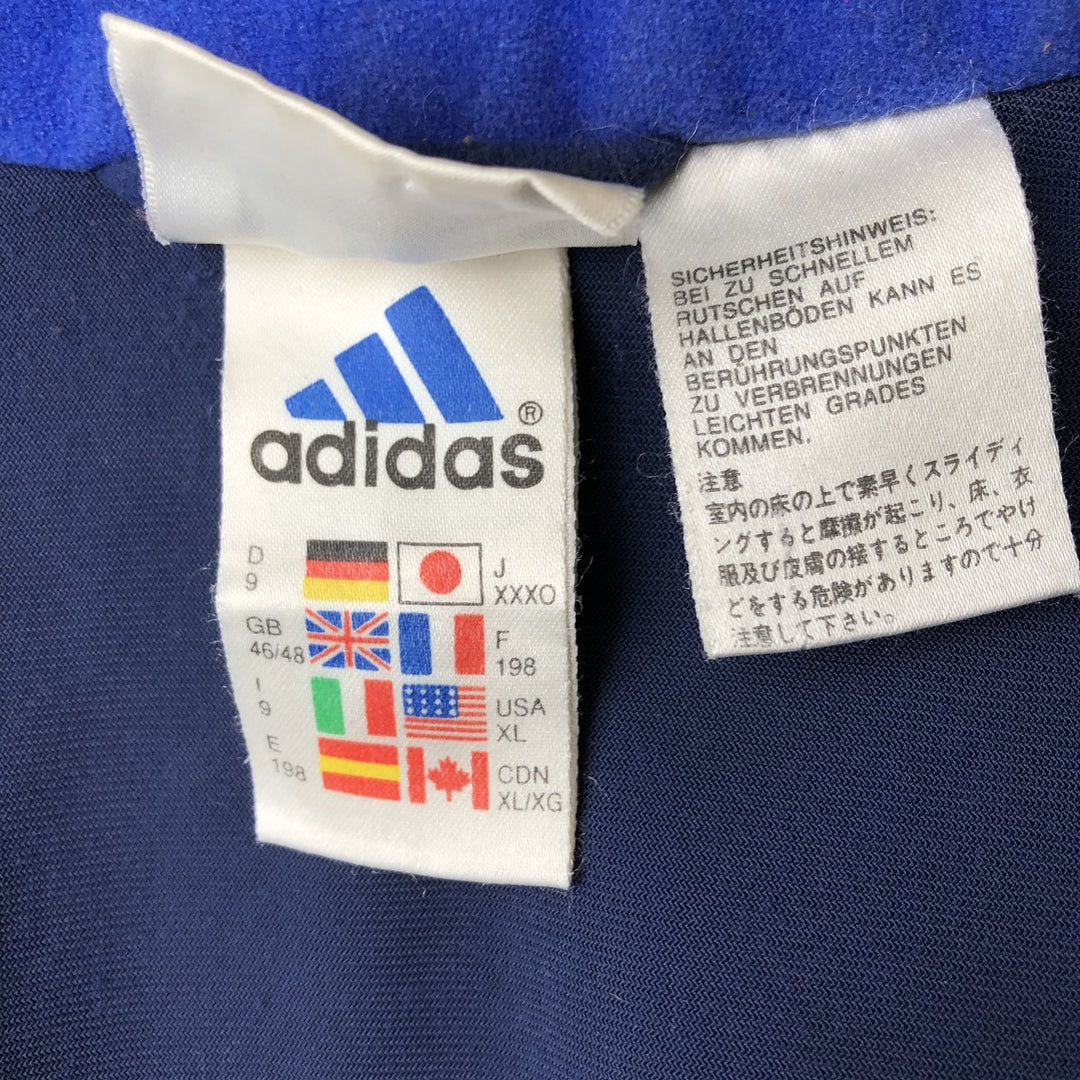 adidas®
D
9
J
XXXO
GB
46/48
F
198
I
9
USA
XL
E
198
CDN
XL/XG
SICHERHEITSHINWEIS:
BEI ZU SCHNELLEM
RUTSCHEN AUF
HALLENBÖDEN KANN ES
AN DEN
BERÜHRUNGSPUNKTEN
ZU VERBRENNUNGEN
LEICHTEN GRADES
KOMMEN.
注意
室内の床の上で素早くスライディ
ングすると摩擦が起こり、床、衣
服及び皮膚の接するところでやけ
どをする危険がありますので十分
注意して下さい。